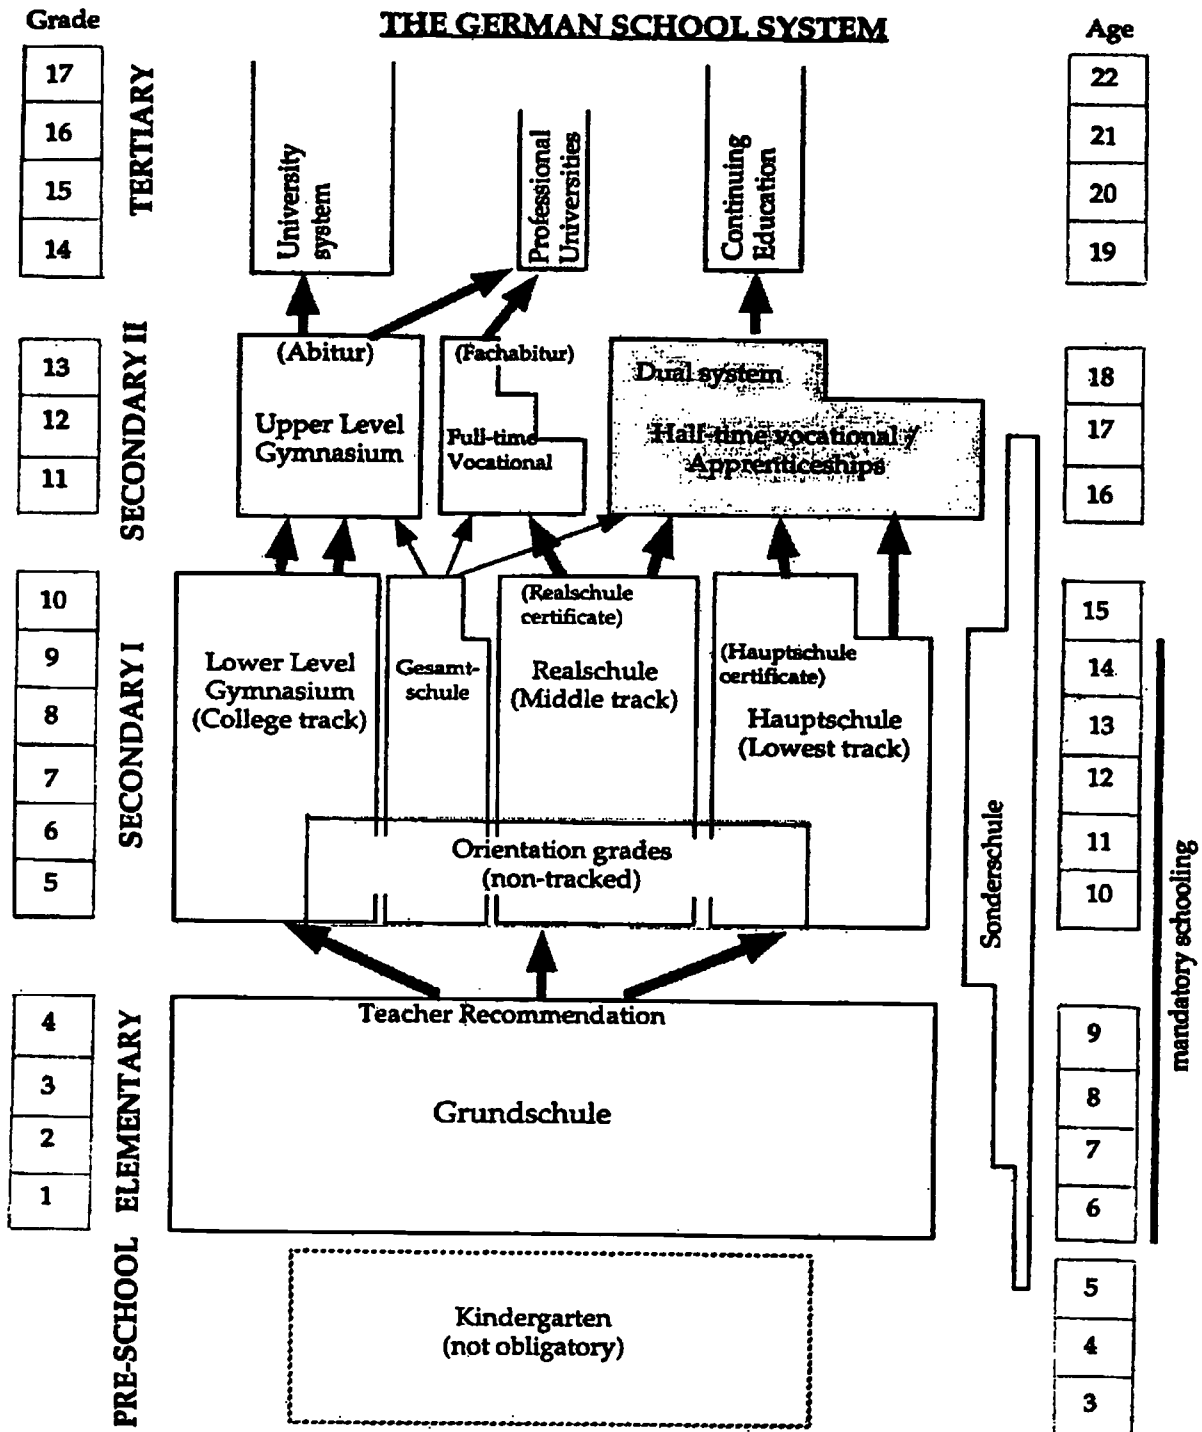 Grade
THE GERMAN SCHOOL SYSTEM
Age
17
16
15
14
TERTIARY
University
system
Professional
Universities
Continuing
Education
22
21
20
19
13
12
11
SECONDARY II
(Abitur)
Upper Level
Gymnasium
(Fachabitur)
Full-time
Vocational
Dual system
Half-time vocational /
Apprenticeships
18
17
16
10
9
8
7
6
5
SECONDARY I
Lower Level
Gymnasium
(College track)
Gesamt-
schule
(Realschule
certificate)
Realschule
(Middle track)
(Hauptschule
certificate)
Hauptschule
(Lowest track)
Orientation grades
(non-tracked)
Sonderschule
15
14
13
12
11
10
mandatory schooling
4
3
2
1
ELEMENTARY
Teacher Recommendation
Grundschule
9
8
7
6
PRE-SCHOOL
Kindergarten
(not obligatory)
5
4
3